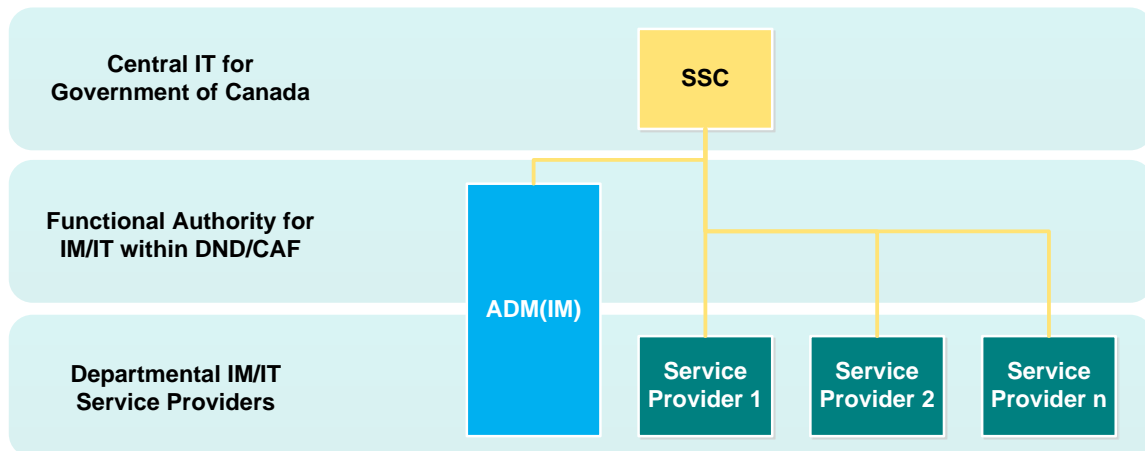 Central IT for
Government of Canada
SSC
Functional Authority for
IM/IT within DND/CAF
ADM(IM)
Departmental IM/IT
Service Providers
Service
Provider 1
Service
Provider 2
Service
Provider n